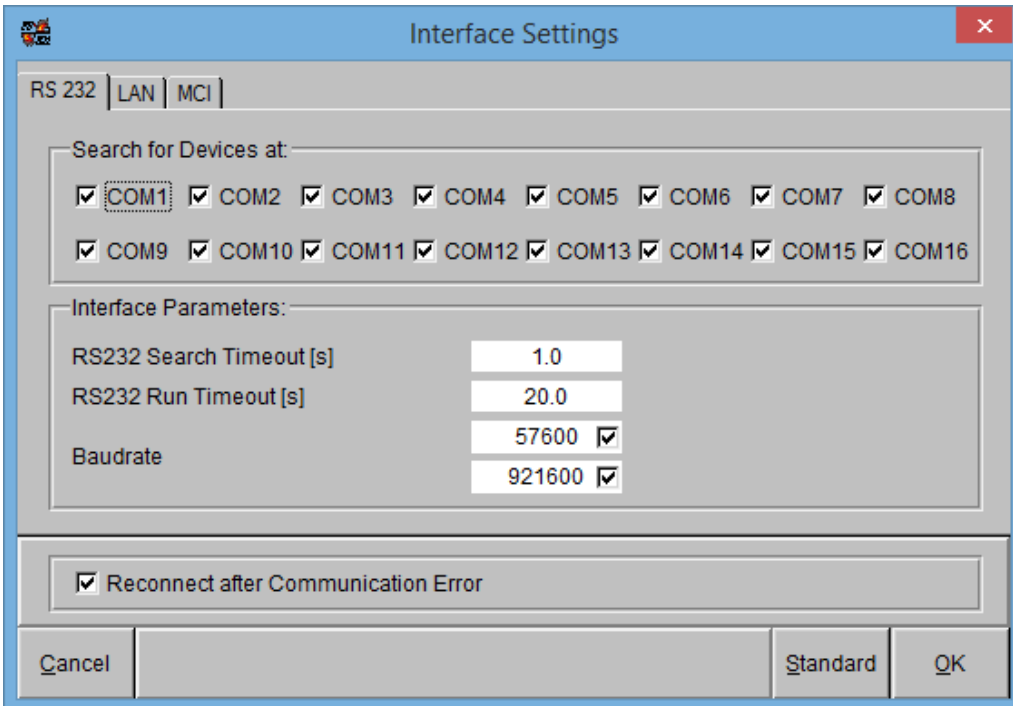 Interface Settings
RS 232 LAN MCI
Search for Devices at:
COM1 COM2 COM3 COM4 COM5 COM6 COM7 COM8
COM9 COM10 COM11 COM12 COM13 COM14 COM15 COM16
Interface Parameters:
RS232 Search Timeout [s] 1.0
RS232 Run Timeout [s] 20.0
Baudrate 57600
921600
Reconnect after Communication Error
Cancel Standard OK